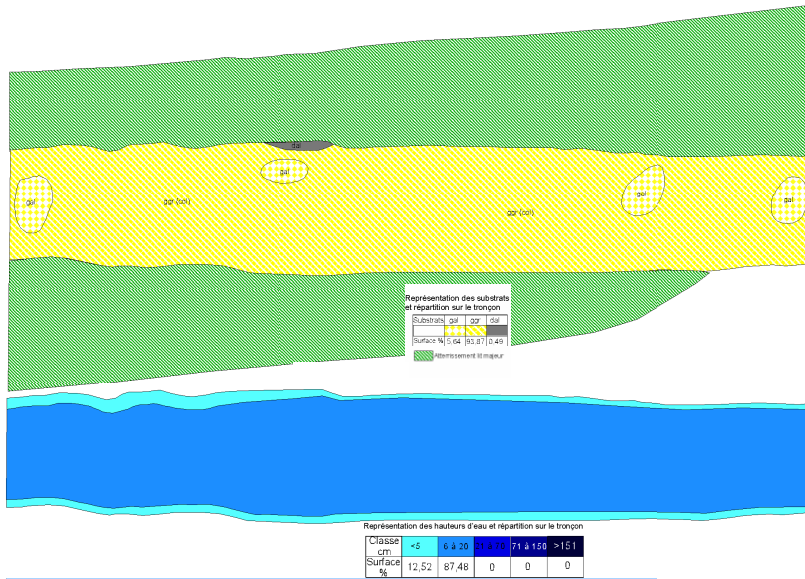 dal
gal
gal
gal
gal
ggr (col)
ggr (col)
Représentation des substrats
et répartition sur le tronçon
Substrats gal ggr dal
Surface % 5,64 93,87 0,49
Atterrissement lit majeur
Représentation des hauteurs d'eau et répartition sur le tronçon
Classe cm <5 6 à 20 71 à 150 >151
Surface % 12,52 87,48 0 0 0